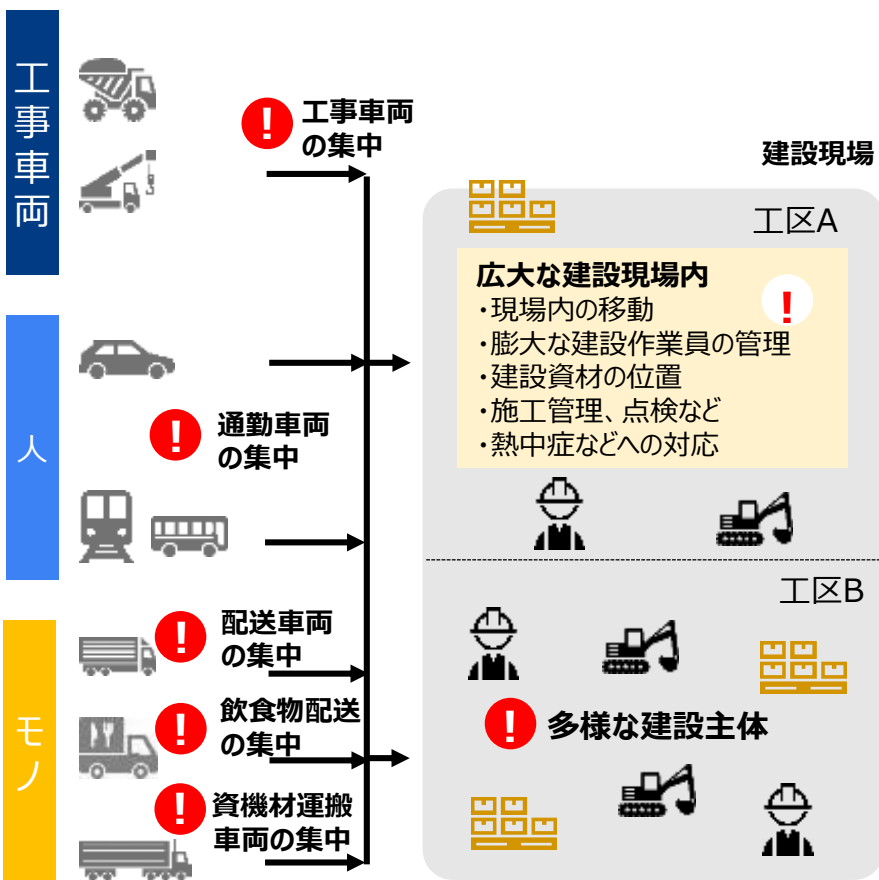 工事車両
工事車両
の集中
建設現場
工区A
広大な建設現場内
・現場内の移動
・膨大な建設作業員の管理
・建設資材の位置
・施工管理、点検など
・熱中症などへの対応
人
通勤車両
の集中
工区B
モノ
配送車両
の集中
飲食物配送
の集中
資機材運搬
車両の集中
多様な建設主体